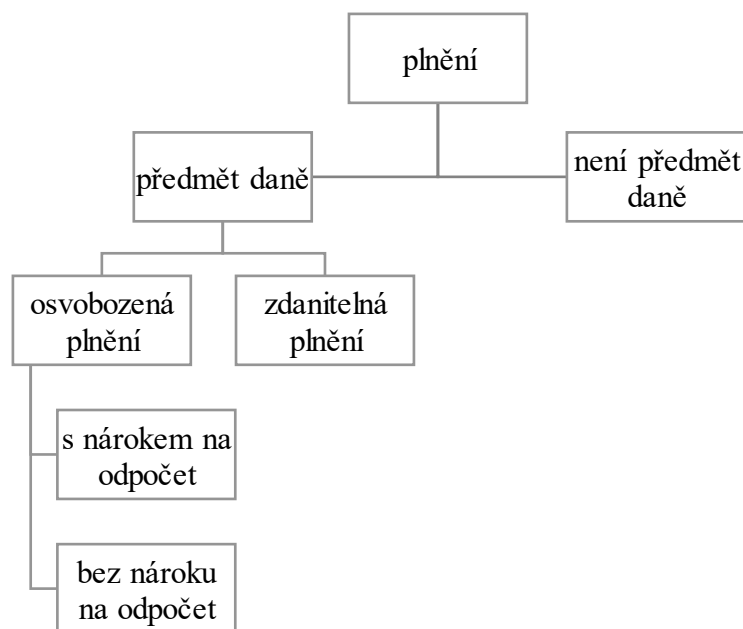 plnění
předmět daně
není předmět
daně
osvobozená
plnění
zdanitelná
plnění
s nárokem na
odpočet
bez nároku
na odpočet